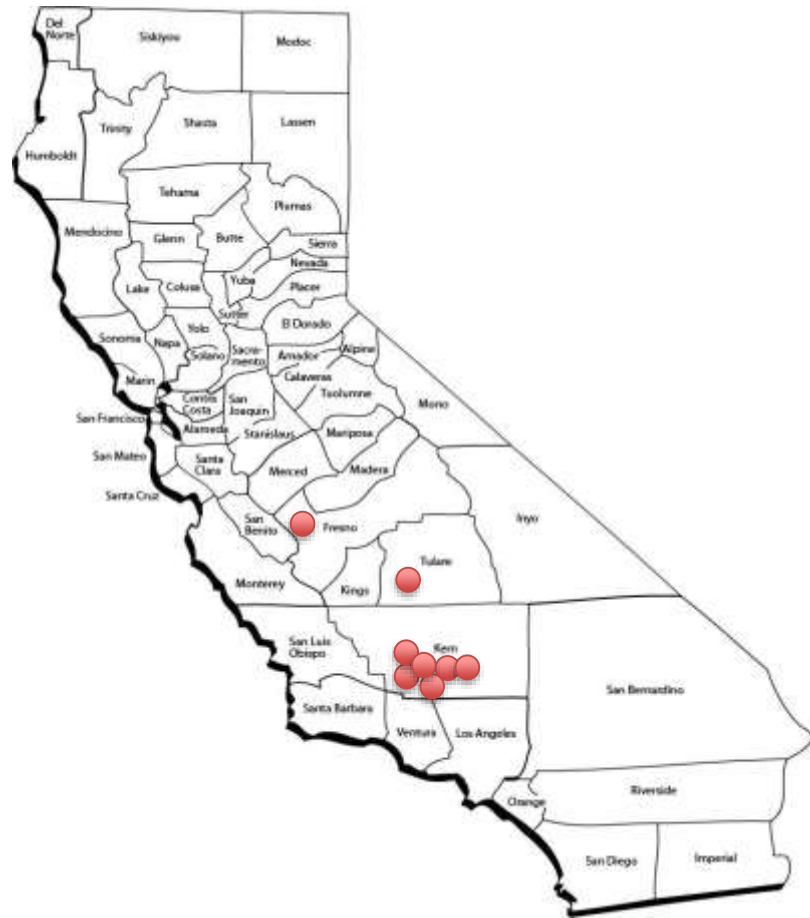 Del
Norte
Siskiyou
Modoc
Humboldt
Trinity
Shasta
Lassen
Tehama
Plumas
Mendocino
Glenn
Butte
Sierra
Nevada
Lake
Colusa
Yuba
Placer
Sutter
El Dorado
Sonoma
Napa
Yolo
Solano
Sacra-
mento
Amador
Alpine
Calaveras
Marin
Contra
Costa
San
Joaquin
Tuolumne
Mono
San Francisco
Alameda
Stanislaus
Mariposa
San Mateo
Santa
Clara
Merced
Madera
Santa Cruz
San
Benito
Fresno
Inyo
Monterey
Kings
Tulare
San Luis
Obispo
Kern
San Bernardino
Santa Barbara
Ventura
Los Angeles
Orange
Riverside
San Diego
Imperial